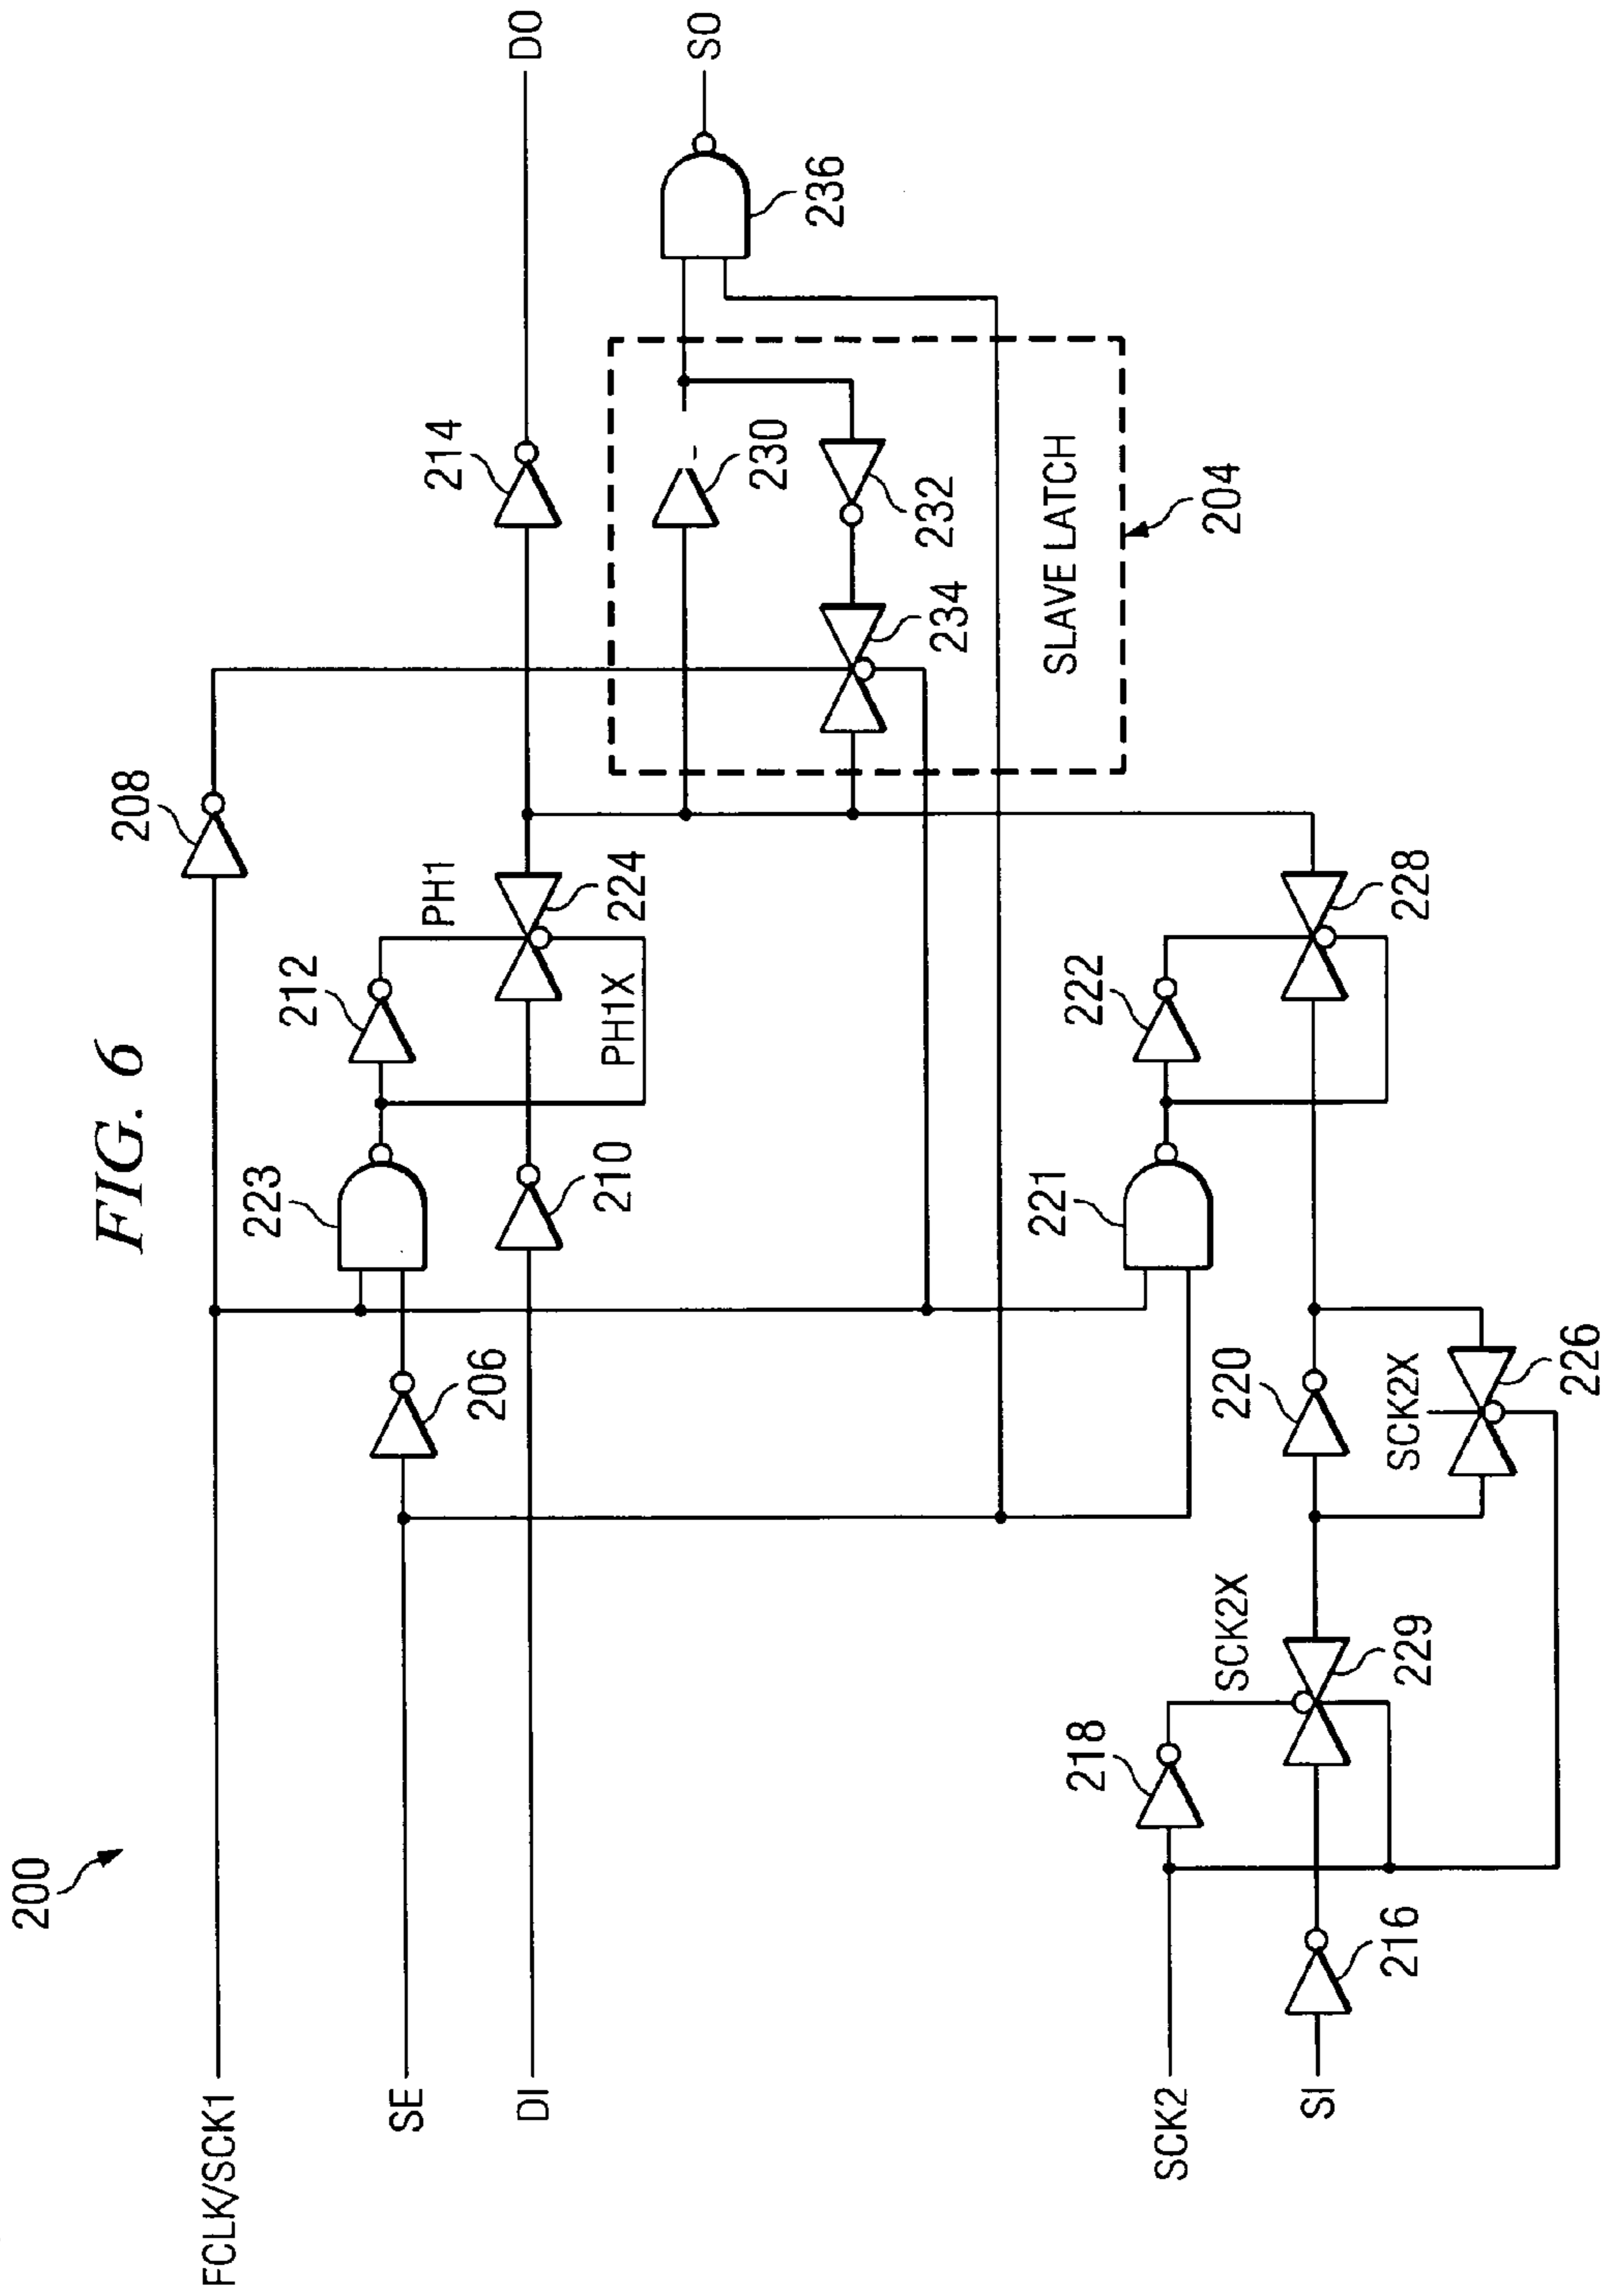 FIG. 6
200
FCLK/SCK1
208
SE
206
223
212
PH1
PH1X
224
DI
210
214
DO
230
232
234
SLAVE LATCH
204
236
SO
SCK2
218
SCK2X
229
SI
216
220
SCK2X
226
221
222
228